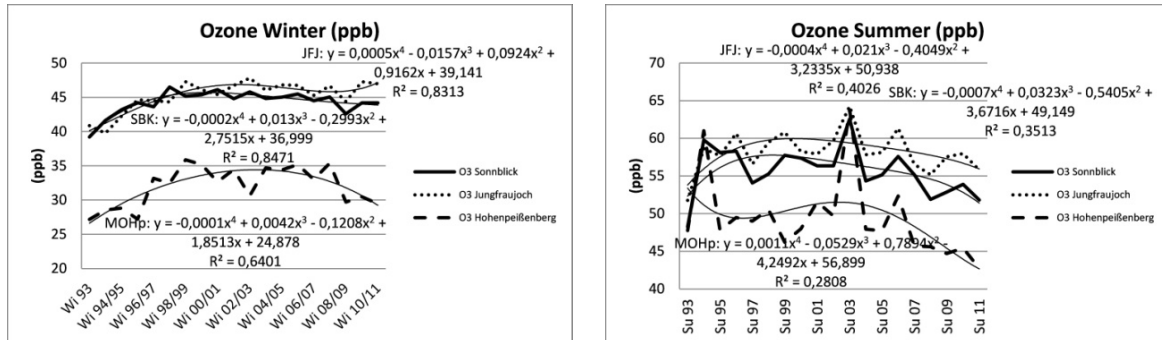 Ozone Winter (ppb)
JFJ: y = 0,0005x⁴ - 0,0157x³ + 0,0924x² +
0,9162x + 39,141
R² = 0,8313
SBK: y = -0,0002x⁴ + 0,013x³ - 0,2993x² +
2,7515x + 36,999
R² = 0,8471
MOHp: y = -0,0001x⁴ + 0,0042x³ - 0,1208x² +
1,8513x + 24,878
R² = 0,6401
(ppb)
50
45
40
35
30
25
20
Wi 93
Wi 94/95
Wi 96/97
Wi 98/99
Wi 00/01
Wi 02/03
Wi 04/05
Wi 06/07
Wi 08/09
Wi 10/11
O3 Sonnblick
O3 Jungfraujoch
O3 Hohenpeißenberg
Ozone Summer (ppb)
JFJ: y = -0,0004x⁴ + 0,021x³ - 0,4049x² +
3,2335x + 50,938
R² = 0,4026
SBK: y = -0,0007x⁴ + 0,0323x³ - 0,5405x² +
3,6716x + 49,149
R² = 0,3513
MOHp: y = 0,0011x⁴ - 0,0529x³ + 0,7894x² -
4,2492x + 56,899
R² = 0,2808
(ppb)
70
65
60
55
50
45
40
Su 93
Su 95
Su 97
Su 99
Su 01
Su 03
Su 05
Su 07
Su 09
Su 11
O3 Sonnblick
O3 Jungfraujoch
O3 Hohenpeißenberg